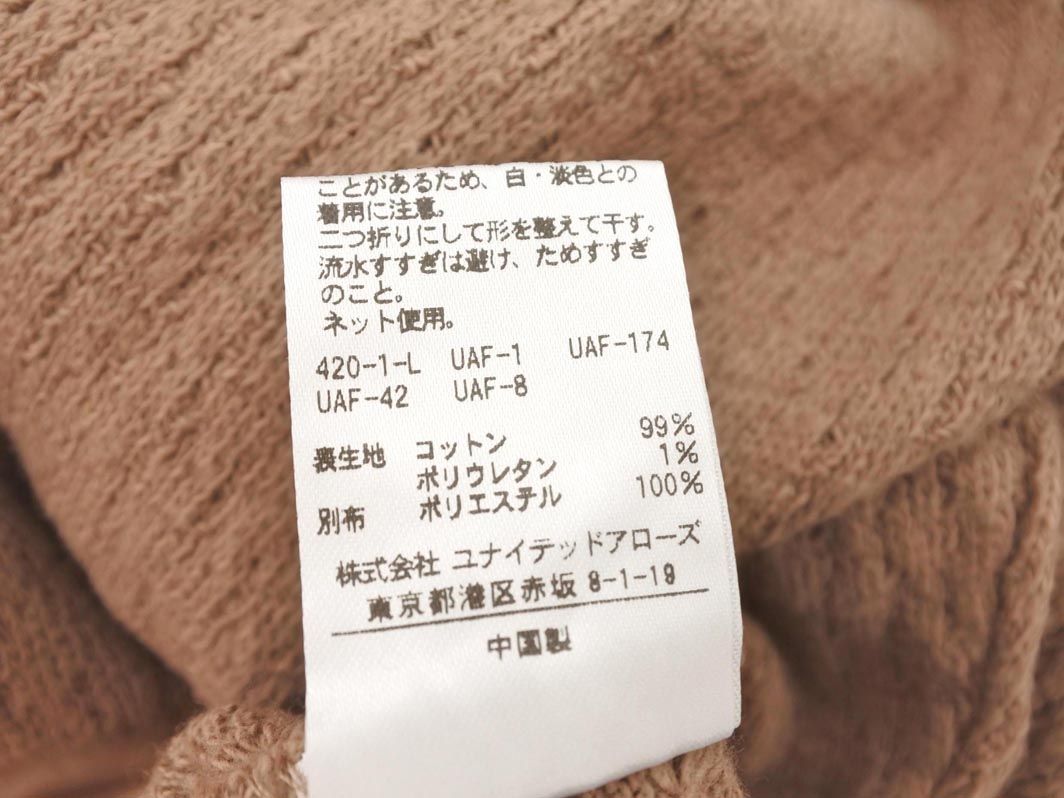 ことがあるため、白・淡色との
着用に注意。
二つ折りにして形を整えて干す。
流水すすぎは避け、ためすすぎ
のこと。
ネット使用。
420-1-L UAF-1 UAF-174
UAF-42 UAF-8
表生地 コットン 99%
ポリウレタン 1%
別布 ポリエステル 100%
株式会社 ユナイテッドアローズ
東京都港区赤坂 8-1-19
中国製